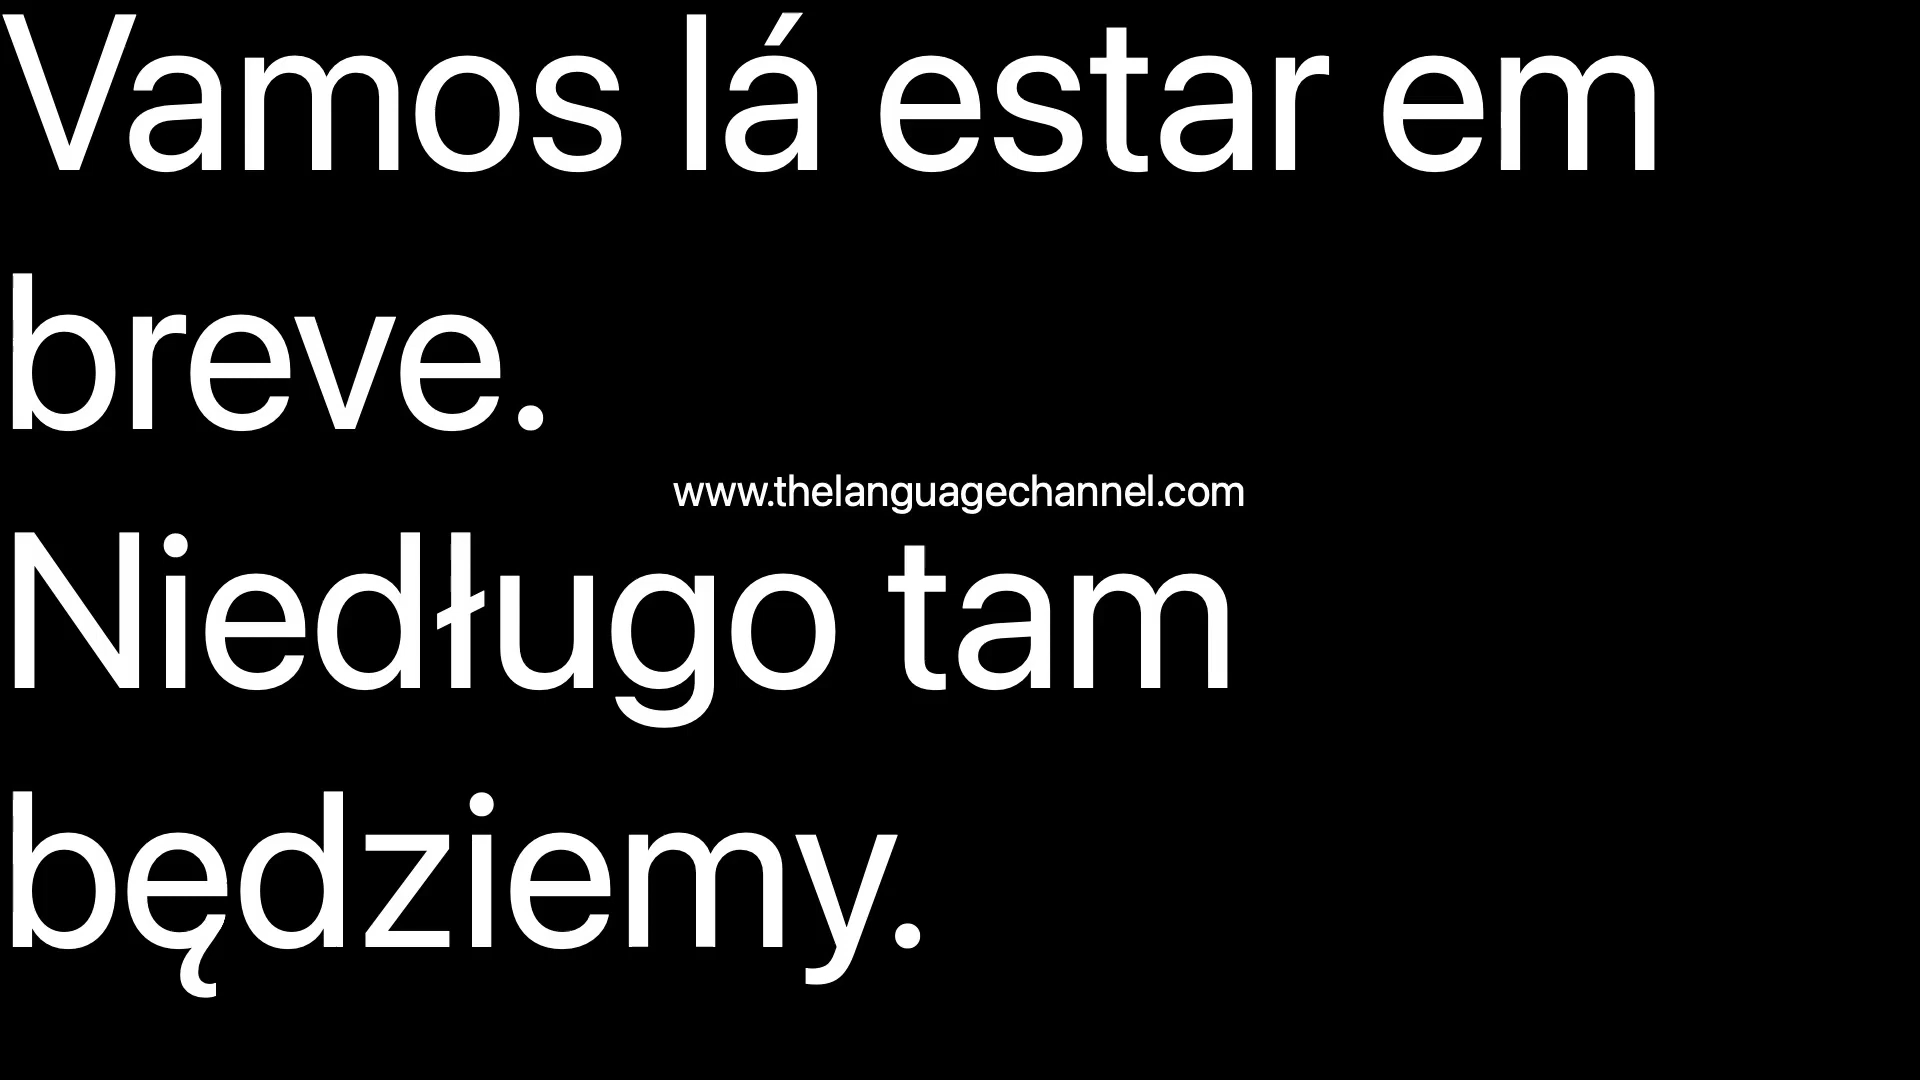 Vamos lá estar em
breve.
www.thelanguagechannel.com
Niedługo tam
będziemy.